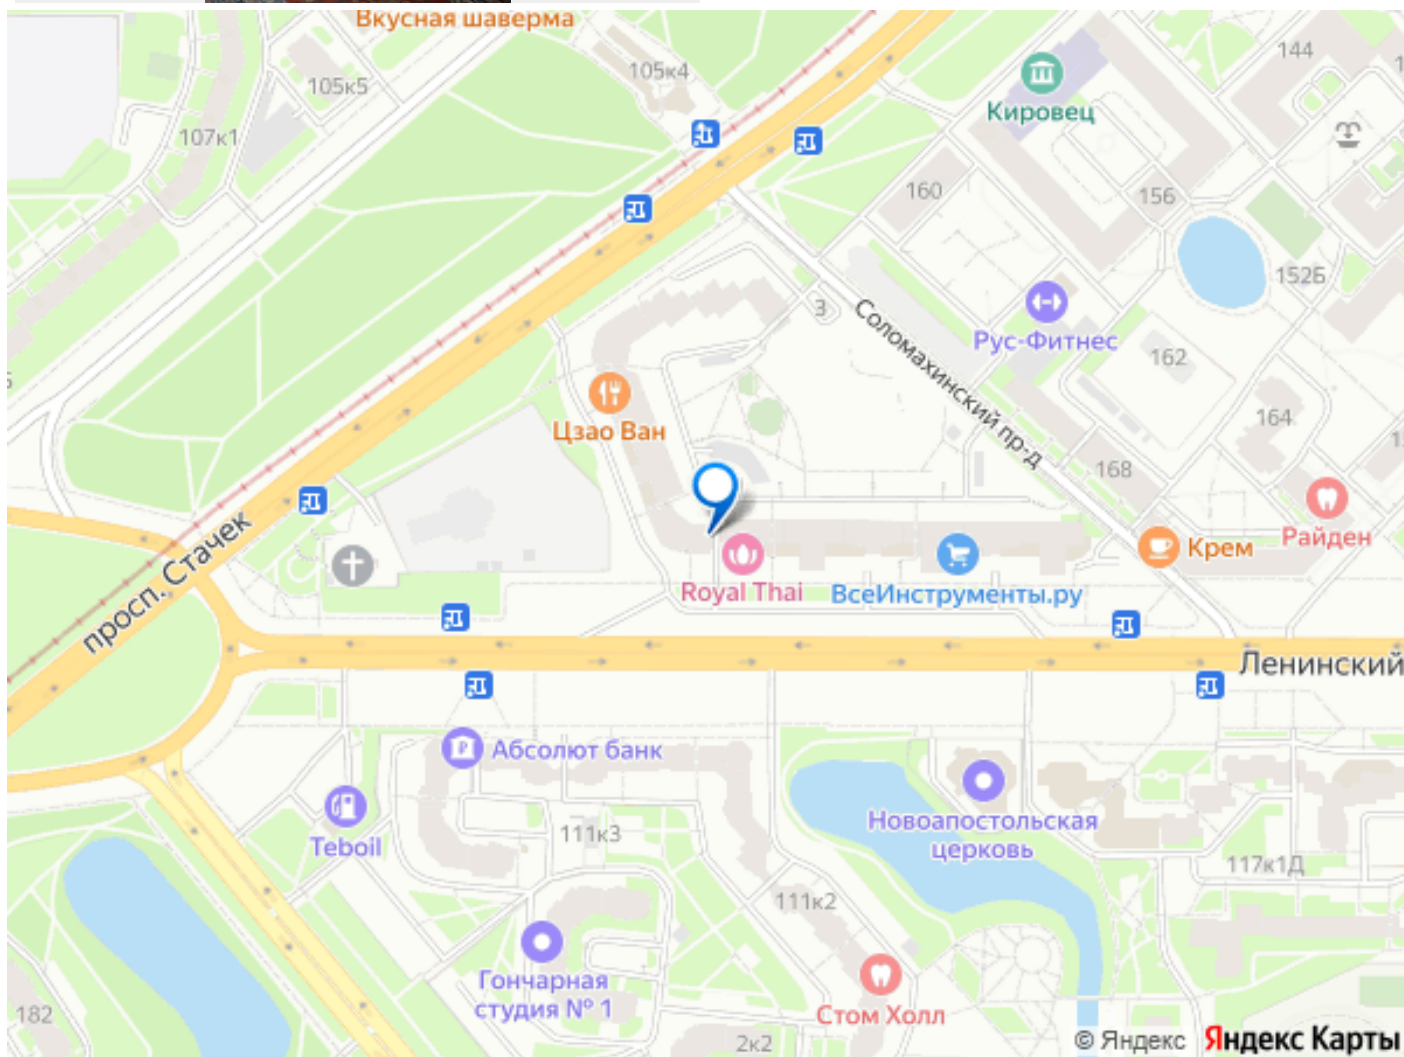 Вкусная шаверма
105к5
105к4
144
Кировец
107к1
160
156
152Б
3
Соломахинский пр-д
Рус-Фитнес
162
Цзао Ван
164
168
просп. Стачек
Крем
Райден
Royal Thai
ВсеИнструменты.ру
Ленинский
Абсолют банк
Teboil
111к3
Новоапостольская
церковь
117к1Д
111к2
Гончарная
студия № 1
Стом Холл
182
2к2
© Яндекс Яндекс Карты